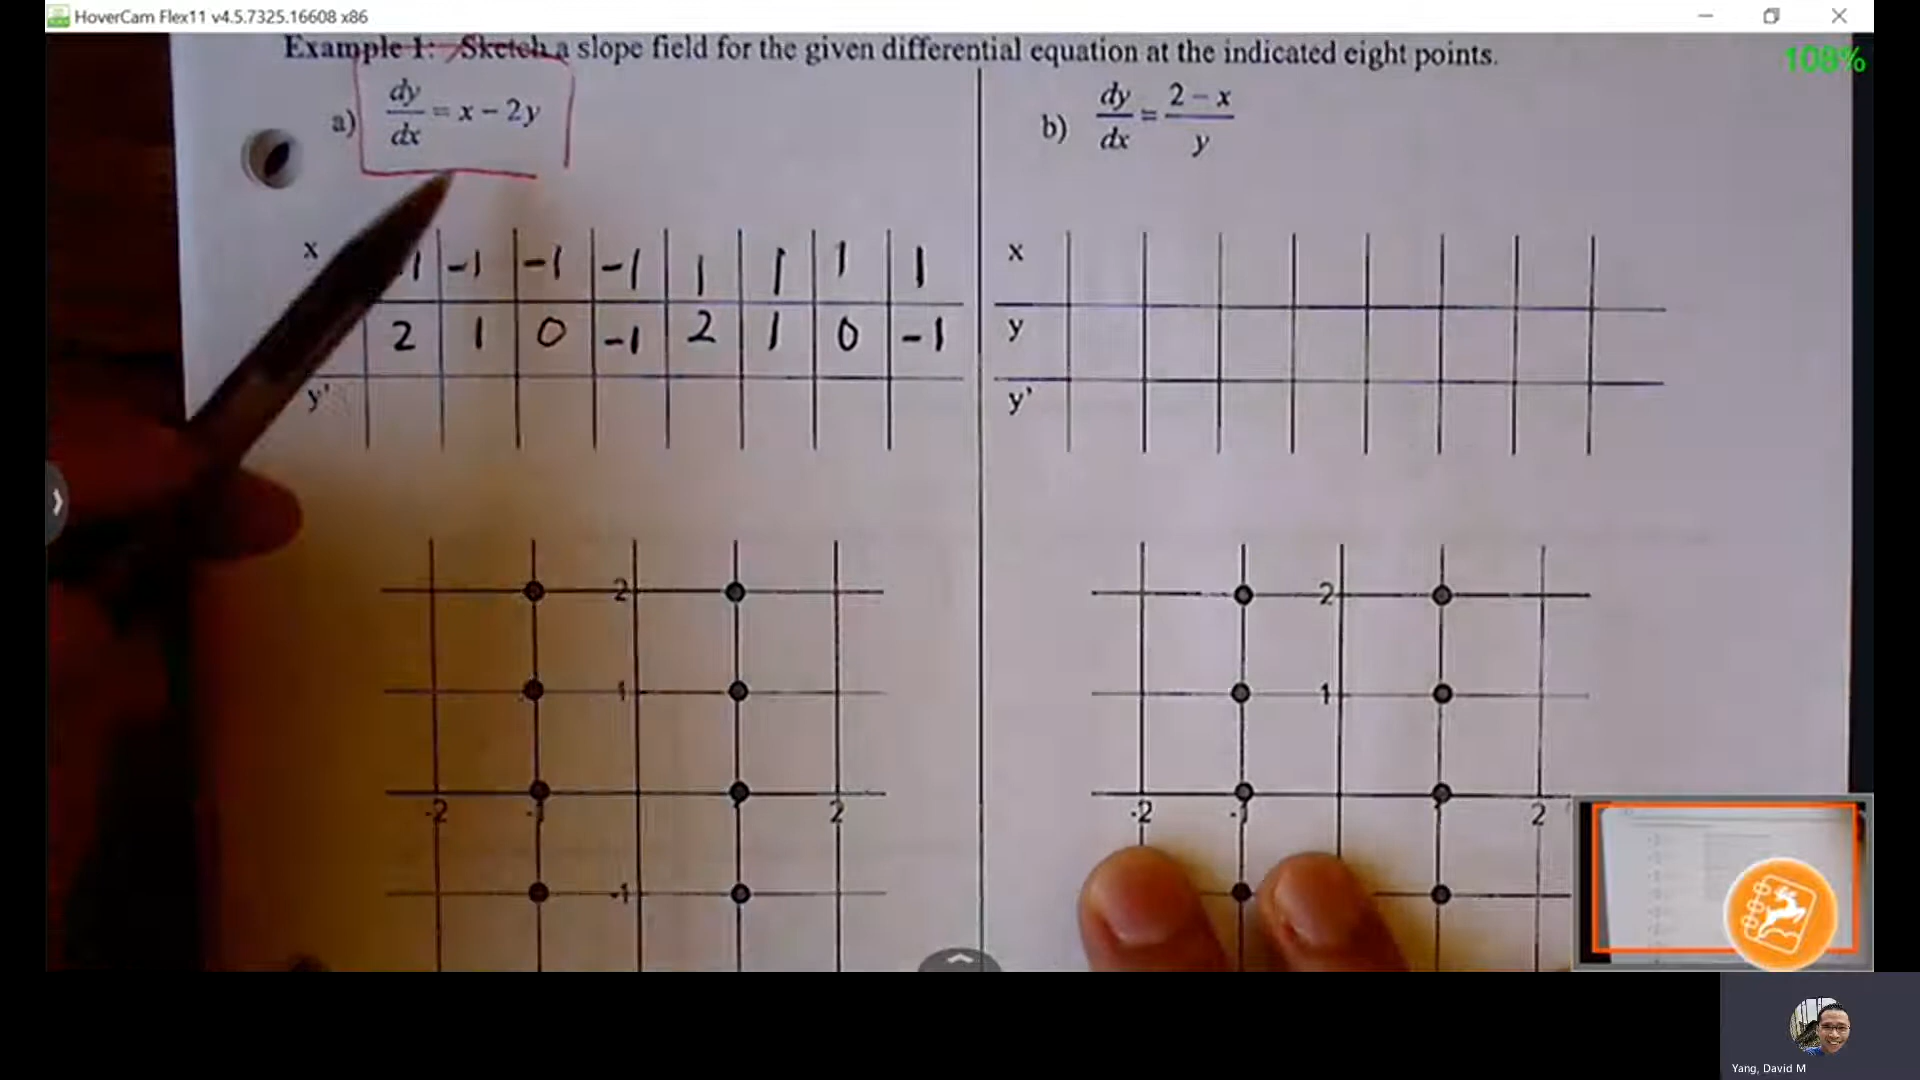 HoverCam Flex11 v4.5.7325.16608 x86
Example 1: Sketch a slope field for the given differential equation at the indicated eight points.
108%
a) dy/dx = x - 2y
b) dy/dx = 2 - x/y
x -1 -1 -1 -1 1 1 1 1
2 1 0 -1 2 1 0 -1
y'
x
y
y'
2
1
-2 -1 2
-1
2
1
-2 -1 2
Yang, David M